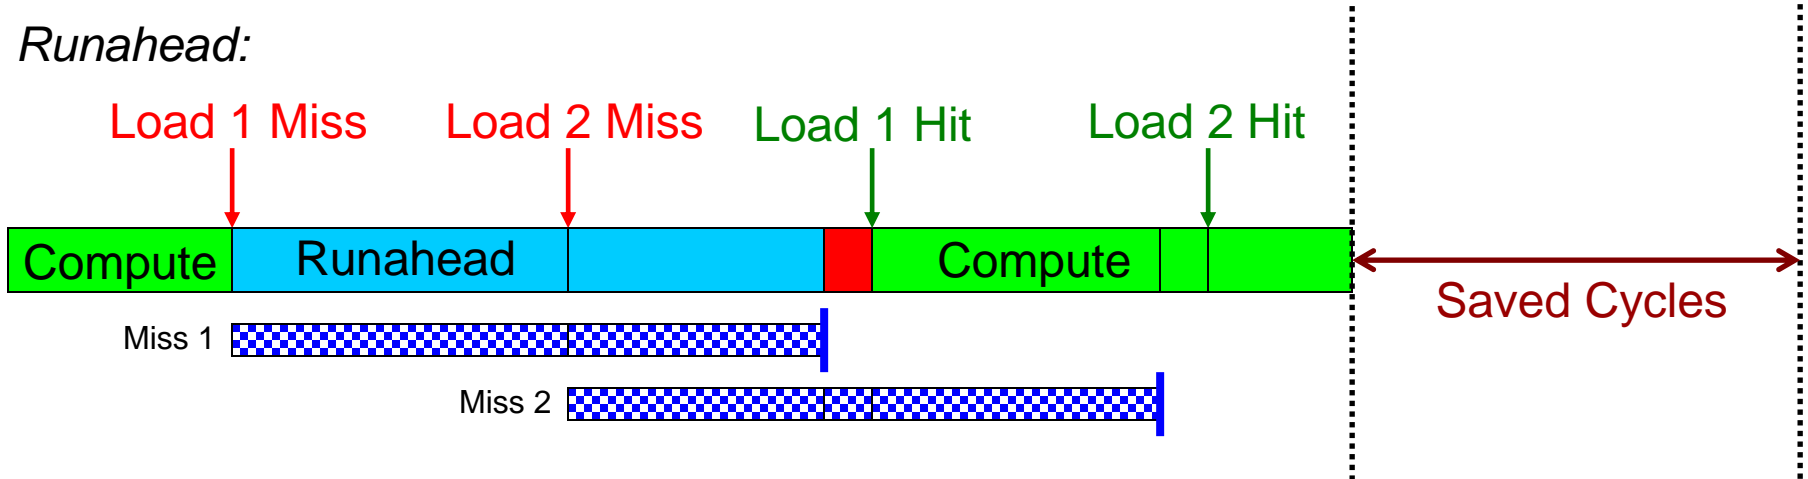 Runahead:
Load 1 Miss
Load 2 Miss
Load 1 Hit
Load 2 Hit
Compute
Runahead
Compute
Saved Cycles
Miss 1
Miss 2